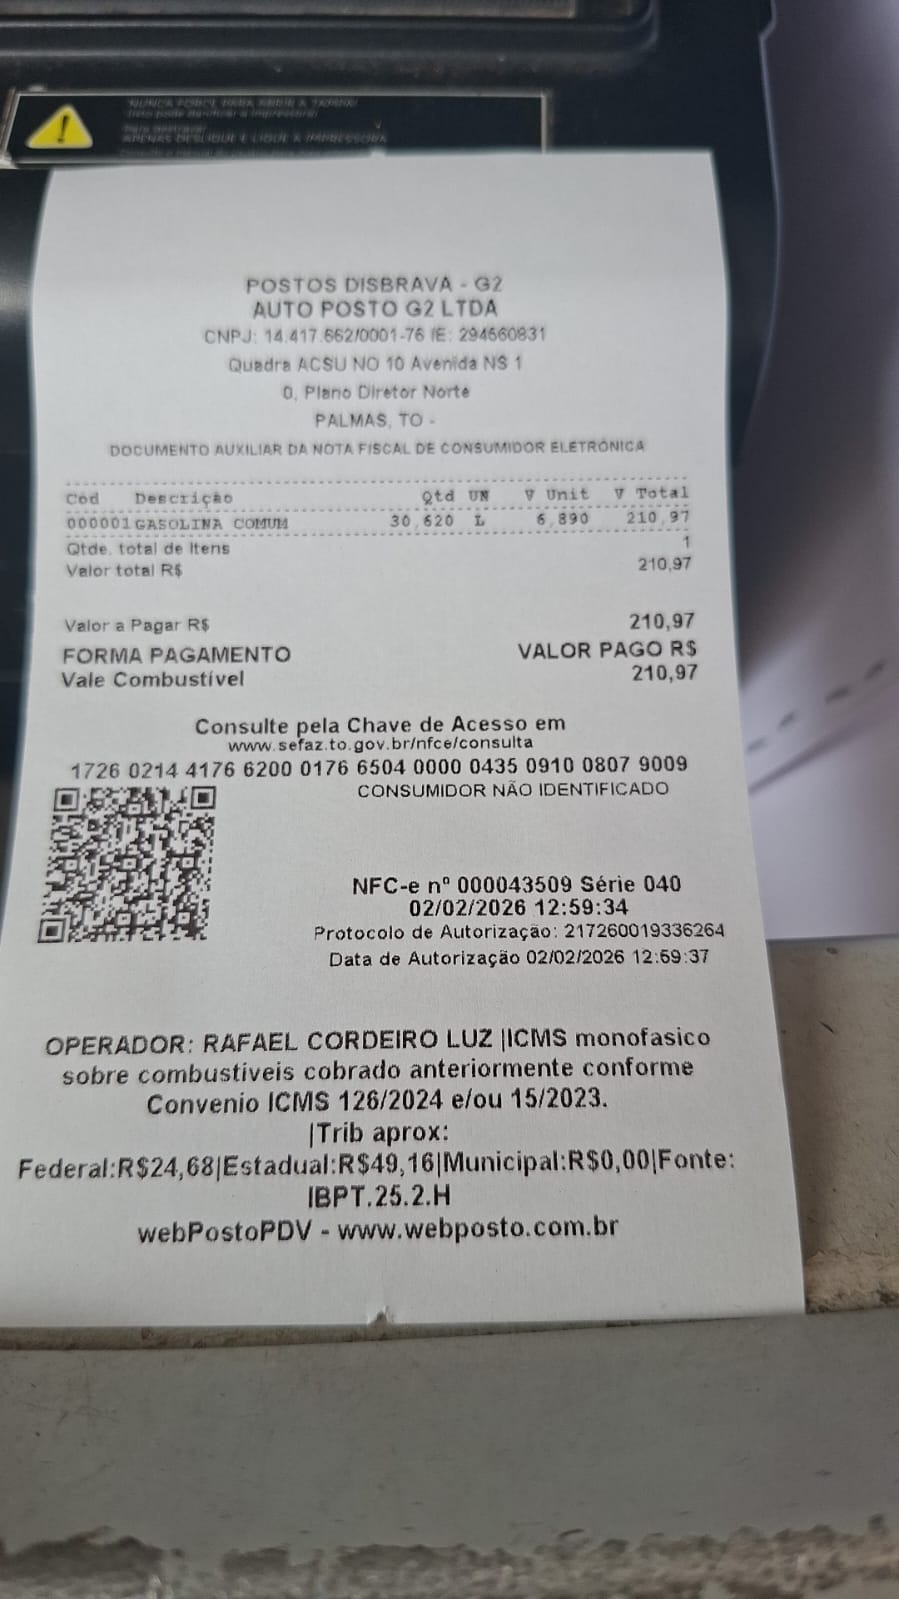 POSTOS DISBRAVA - G2
AUTO POSTO G2 LTDA
CNPJ: 14.417.662/0001-76 IE: 294560831
Quadra ACSU NO 10 Avenida NS 1
0, Plano Diretor Norte
PALMAS, TO -
DOCUMENTO AUXILIAR DA NOTA FISCAL DE CONSUMIDOR ELETRÔNICA
Cód Descrição Qtd UN V Unit V Total
000001 GASOLINA COMUM 30,620 L 6,890 210,97
Qtde. total de Itens 1
Valor total R$ 210,97
Valor a Pagar R$ 210,97
FORMA PAGAMENTO VALOR PAGO R$
Vale Combustível 210,97
Consulte pela Chave de Acesso em
www.sefaz.to.gov.br/nfce/consulta
1726 0214 4176 6200 0176 6504 0000 0435 0910 0807 9009
CONSUMIDOR NÃO IDENTIFICADO
NFC-e nº 000043509 Série 040
02/02/2026 12:59:34
Protocolo de Autorização: 217260019336264
Data de Autorização 02/02/2026 12:59:37
OPERADOR: RAFAEL CORDEIRO LUZ |ICMS monofasico
sobre combustiveis cobrado anteriormente conforme
Convenio ICMS 126/2024 e/ou 15/2023.
|Trib aprox:
Federal:R$24,68|Estadual:R$49,16|Municipal:R$0,00|Fonte:
IBPT.25.2.H
webPostoPDV - www.webposto.com.br